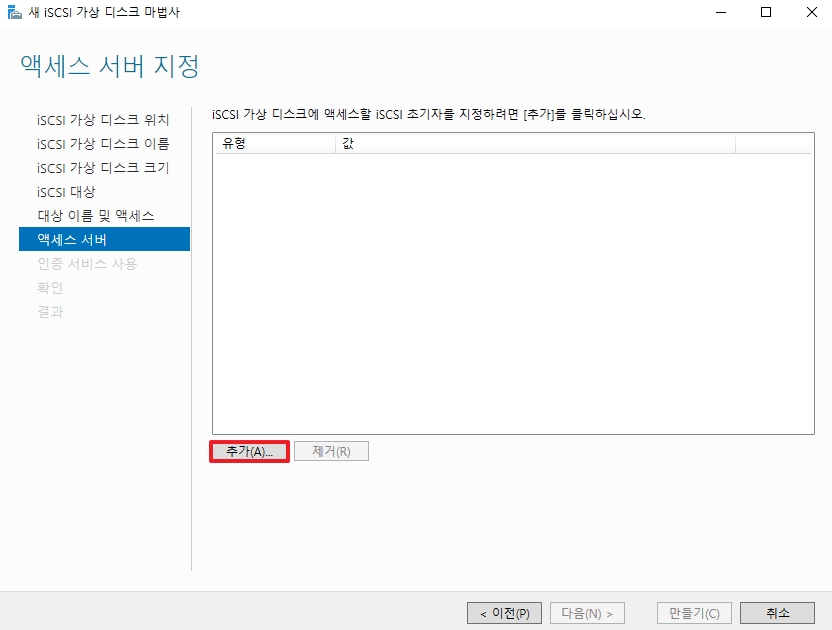 새 iSCSI 가상 디스크 마법사
액세스 서버 지정
iSCSI 가상 디스크 위치
iSCSI 가상 디스크 이름
iSCSI 가상 디스크 크기
iSCSI 대상
대상 이름 및 액세스
액세스 서버
인증 서비스 사용
확인
결과
iSCSI 가상 디스크에 액세스할 iSCSI 초기자를 지정하려면 [추가]를 클릭하십시오.
유형 값
추가(A)... 제거(R)
< 이전(P) 다음(N) > 만들기(C) 취소